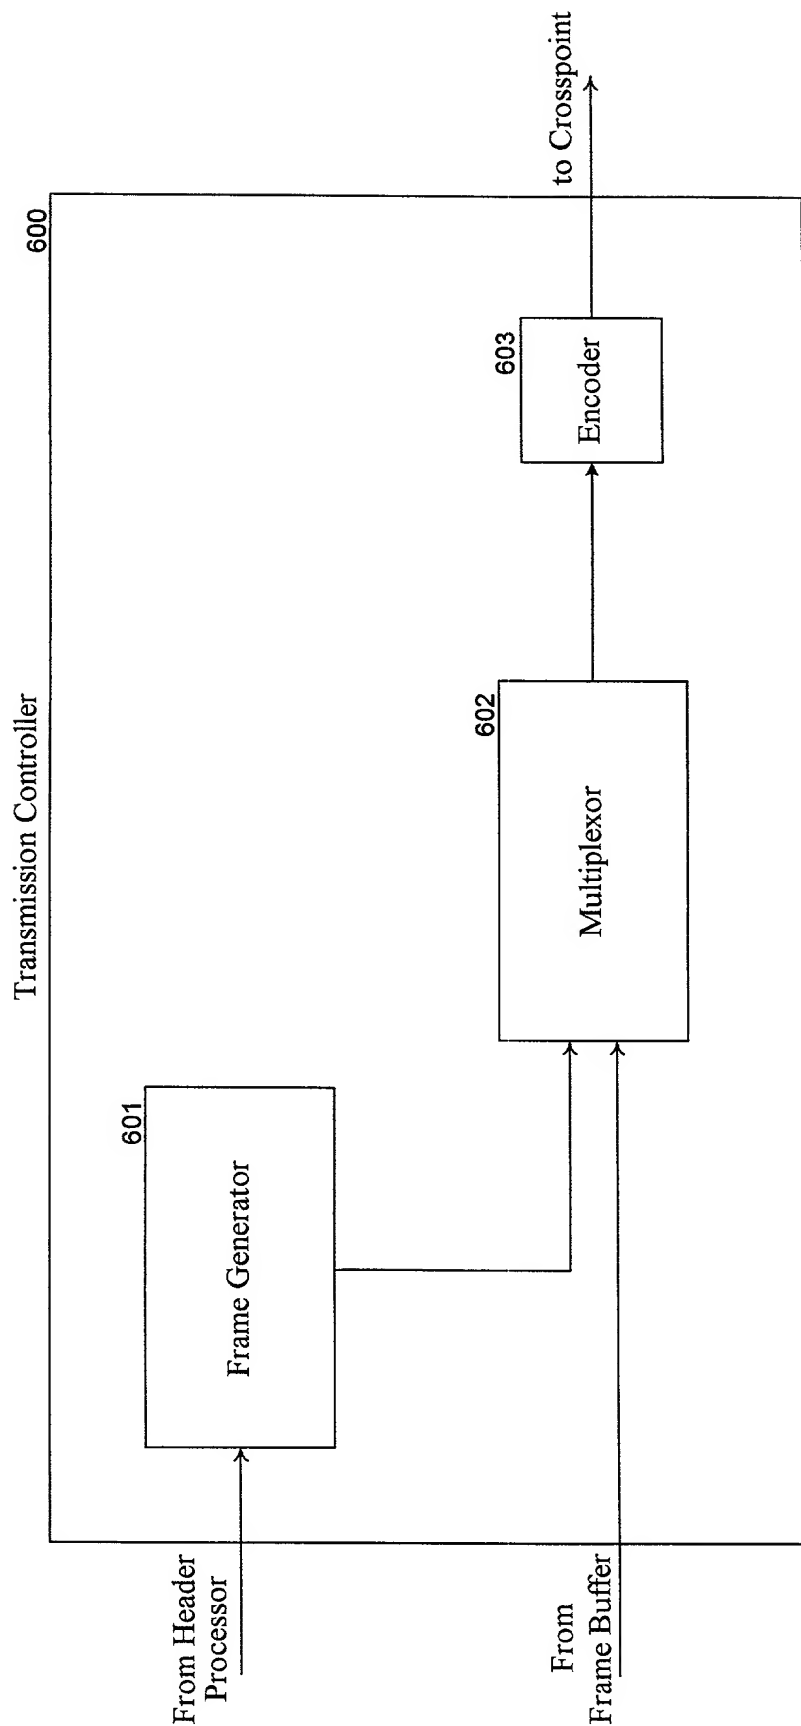 Transmission Controller
600
From Header
Processor
601
Frame Generator
From
Frame Buffer
602
Multiplexor
603
Encoder
to Crosspoint